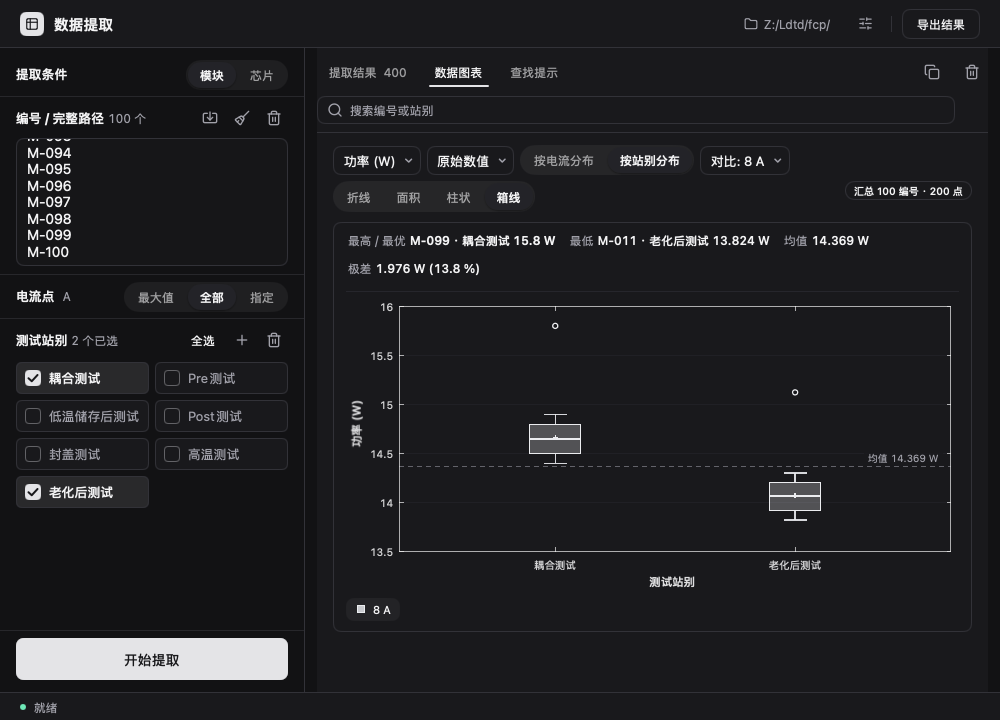 数据提取
Z:/Ldtd/fcp/
导出结果
提取条件
模块
芯片
编号 / 完整路径 100 个
M-094
M-095
M-096
M-097
M-098
M-099
M-100
电流点 A
最大值
全部
指定
测试站别 2 个已选
全选
耦合测试
Pre测试
低温储存后测试
Post测试
封盖测试
高温测试
老化后测试
开始提取
就绪
提取结果 400
数据图表
查找提示
搜索编号或站别
功率 (W)
原始数值
按电流分布
按站别分布
对比: 8 A
折线
面积
柱状
箱线
汇总 100 编号 · 200 点
最高 / 最优 M-099 · 耦合测试 15.8 W 最低 M-011 · 老化后测试 13.824 W 均值 14.369 W
极差 1.976 W (13.8 %)
功率 (W)
16
15.5
15
14.5
14
13.5
均值 14.369 W
耦合测试
老化后测试
测试站别
8 A